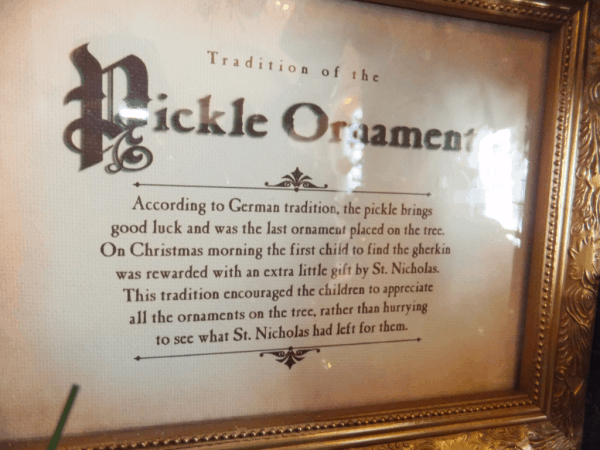 Tradition of the
Pickle Ornament
According to German tradition, the pickle brings
good luck and was the last ornament placed on the tree.
On Christmas morning the first child to find the gherkin
was rewarded with an extra little gift by St. Nicholas.
This tradition encouraged the children to appreciate
all the ornaments on the tree, rather than hurrying
to see what St. Nicholas had left for them.